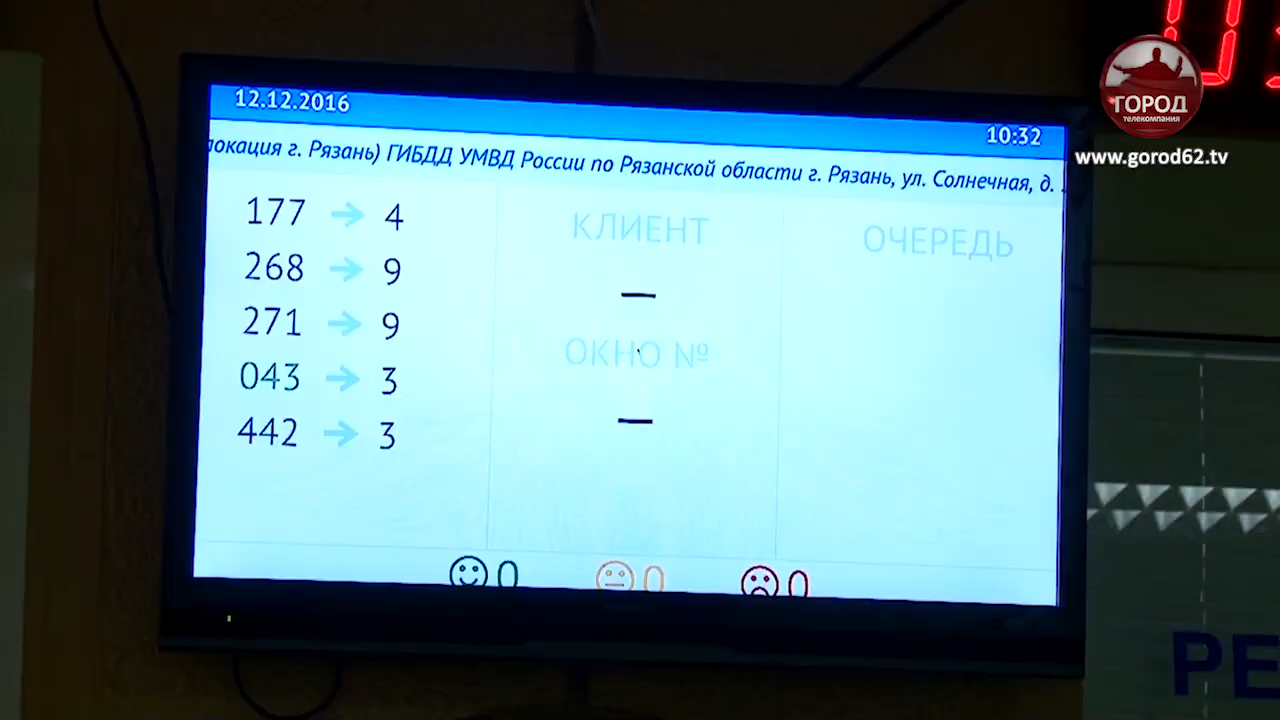 12.12.2016
10:32
ГОРОД
телекомпания
www.gorod62.tv
локация г. Рязань) ГИБДД УМВД России по Рязанской области г. Рязань, ул. Солнечная, д.
177 → 4
268 → 9
271 → 9
043 → 3
442 → 3
КЛИЕНТ
—
ОКНО №
—
ОЧЕРЕДЬ
0
0
0
РЕ